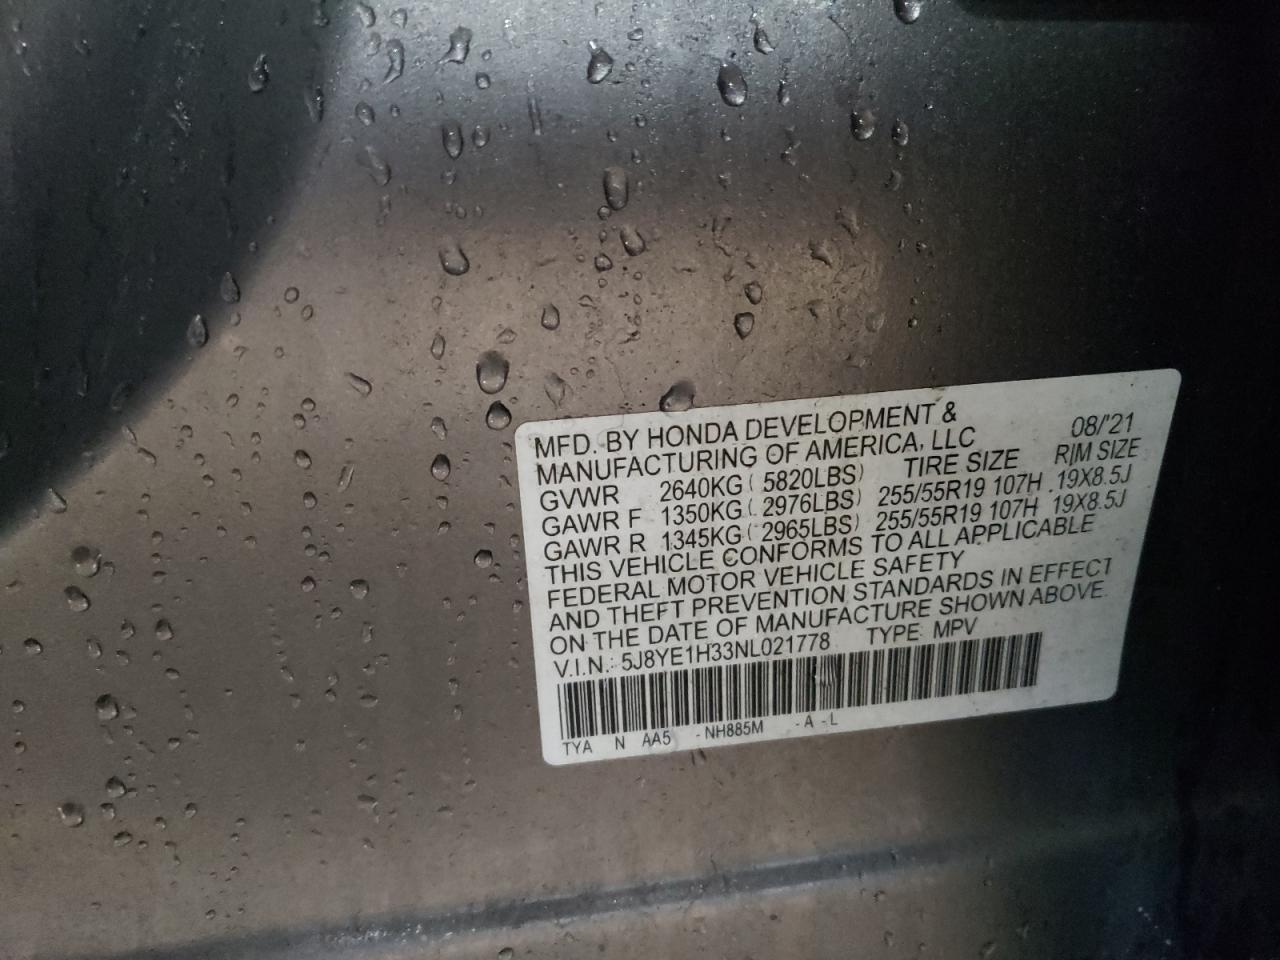 MFD. BY HONDA DEVELOPMENT & 08/'21
MANUFACTURING OF AMERICA, LLC
TIRE SIZE RIM SIZE
GVWR 2640KG ( 5820LBS)
GAWR F 1350KG ( 2976LBS) 255/55R19 107H 19X8.5J
GAWR R 1345KG ( 2965LBS) 255/55R19 107H 19X8.5J
THIS VEHICLE CONFORMS TO ALL APPLICABLE
FEDERAL MOTOR VEHICLE SAFETY
AND THEFT PREVENTION STANDARDS IN EFFECT
ON THE DATE OF MANUFACTURE SHOWN ABOVE.
V.I.N.: 5J8YE1H33NL021778 TYPE: MPV
TYA N AA5 -NH885M -A -L